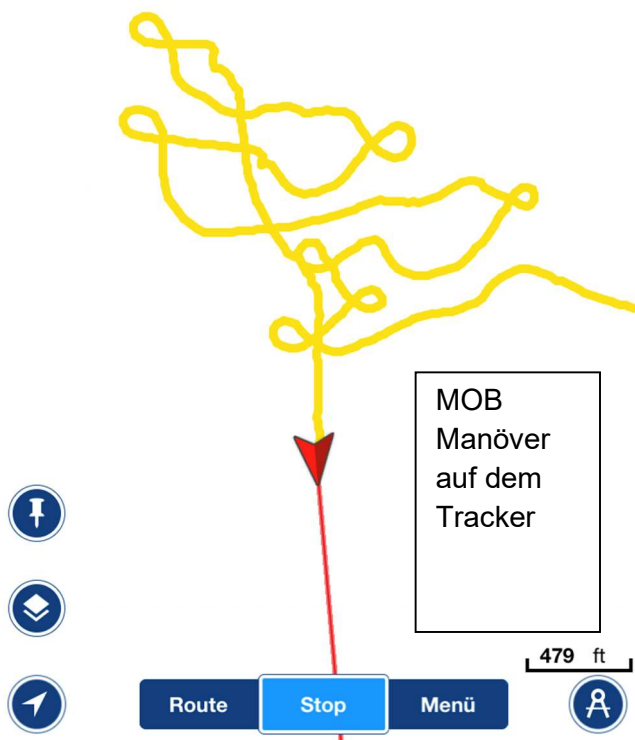 MOB
Manöver
auf dem
Tracker
479 ft
Route Stop Menü